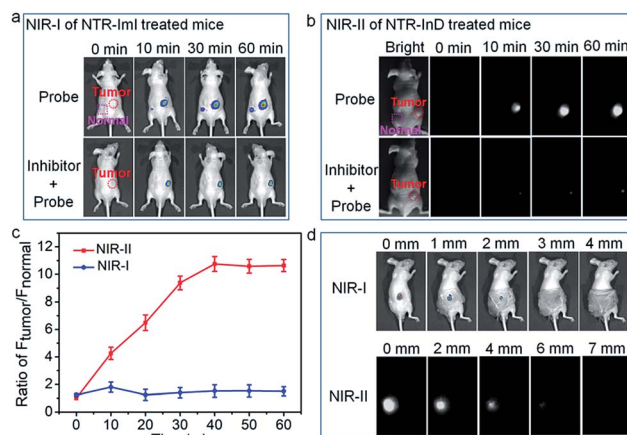 a
NIR-I of NTR-ImI treated mice
0 min 10 min 30 min 60 min
Probe
Tumor
Normal
Inhibitor
+
Probe
Tumor
b
NIR-II of NTR-InD treated mice
Bright 0 min 10 min 30 min 60 min
Probe
Tumor
Normal
Inhibitor
+
Probe
Tumor
c
NIR-II
NIR-I
Ratio of Ftumor/Fnormal
14
12
10
8
6
4
2
0
0 10 20 30 40 50 60
d
0 mm 1 mm 2 mm 3 mm 4 mm
NIR-I
0 mm 2 mm 4 mm 6 mm 7 mm
NIR-II